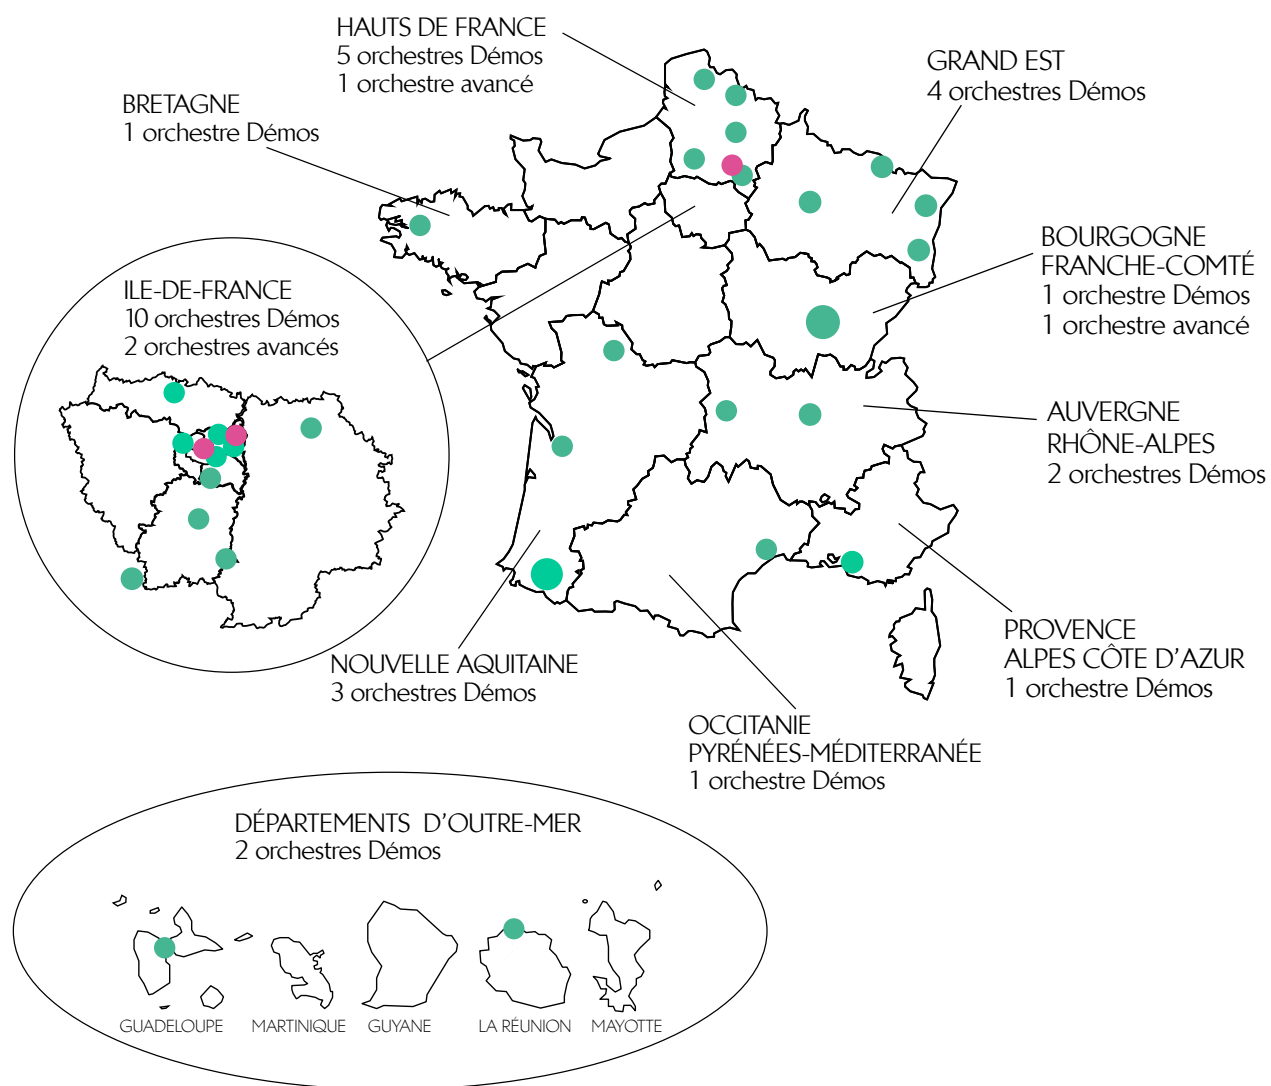 HAUTS DE FRANCE
5 orchestres Démos
1 orchestre avancé
GRAND EST
4 orchestres Démos
BRETAGNE
1 orchestre Démos
BOURGOGNE
FRANCHE-COMTÉ
1 orchestre Démos
1 orchestre avancé
ILE-DE-FRANCE
10 orchestres Démos
2 orchestres avancés
AUVERGNE
RHÔNE-ALPES
2 orchestres Démos
NOUVELLE AQUITAINE
3 orchestres Démos
PROVENCE
ALPES CÔTE D'AZUR
1 orchestre Démos
OCCITANIE
PYRÉNÉES-MÉDITERRANÉE
1 orchestre Démos
DÉPARTEMENTS D'OUTRE-MER
2 orchestres Démos
GUADELOUPE
MARTINIQUE
GUYANE
LA RÉUNION
MAYOTTE